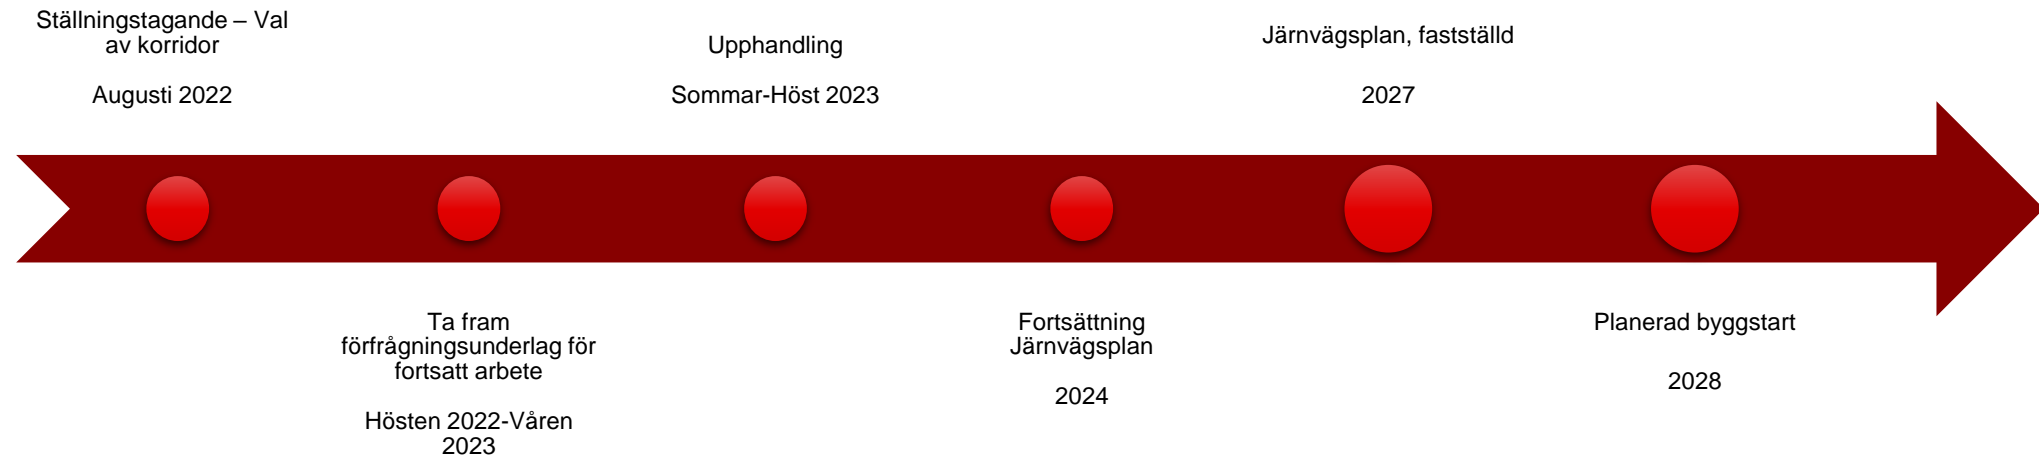 Ställningstagande – Val
av korridor
Augusti 2022
Ta fram
förfrågningsunderlag för
fortsatt arbete
Hösten 2022-Våren
2023
Upphandling
Sommar-Höst 2023
Fortsättning
Järnvägsplan
2024
Järnvägsplan, fastställd
2027
Planerad byggstart
2028